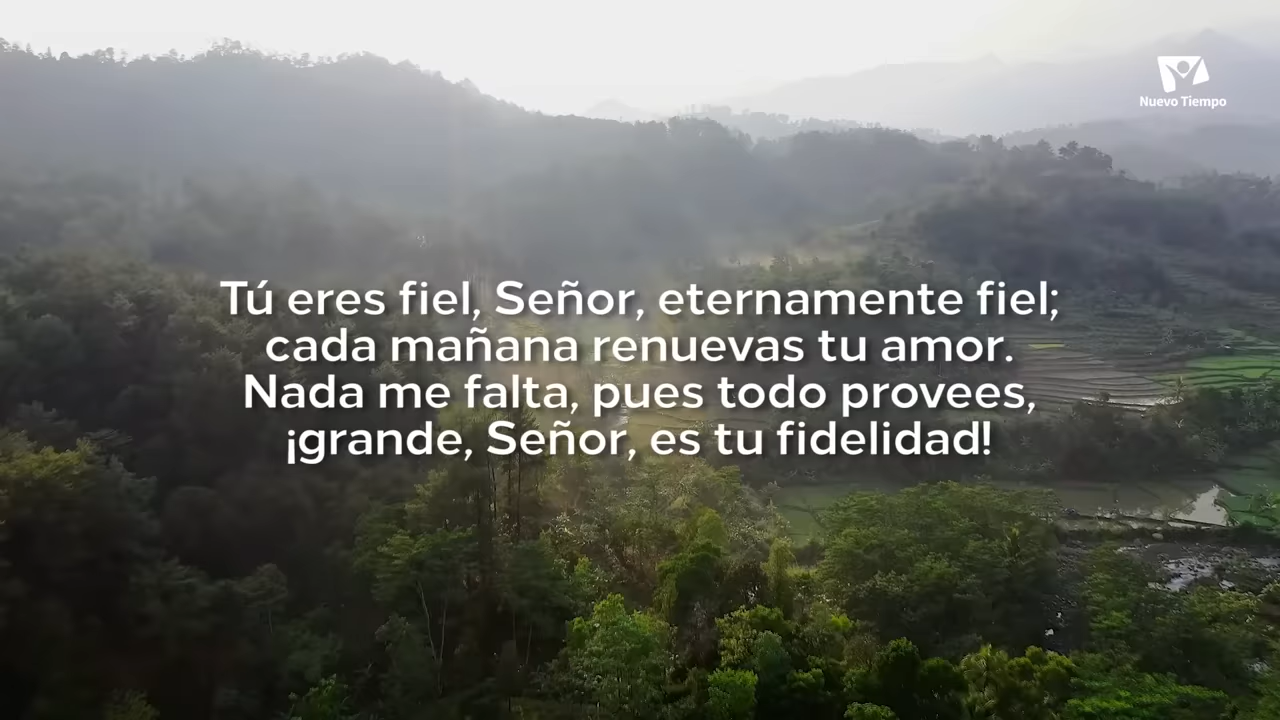 Nuevo Tiempo
Tú eres fiel, Señor, eternamente fiel;
cada mañana renuevas tu amor.
Nada me falta, pues todo provees,
¡grande, Señor, es tu fidelidad!